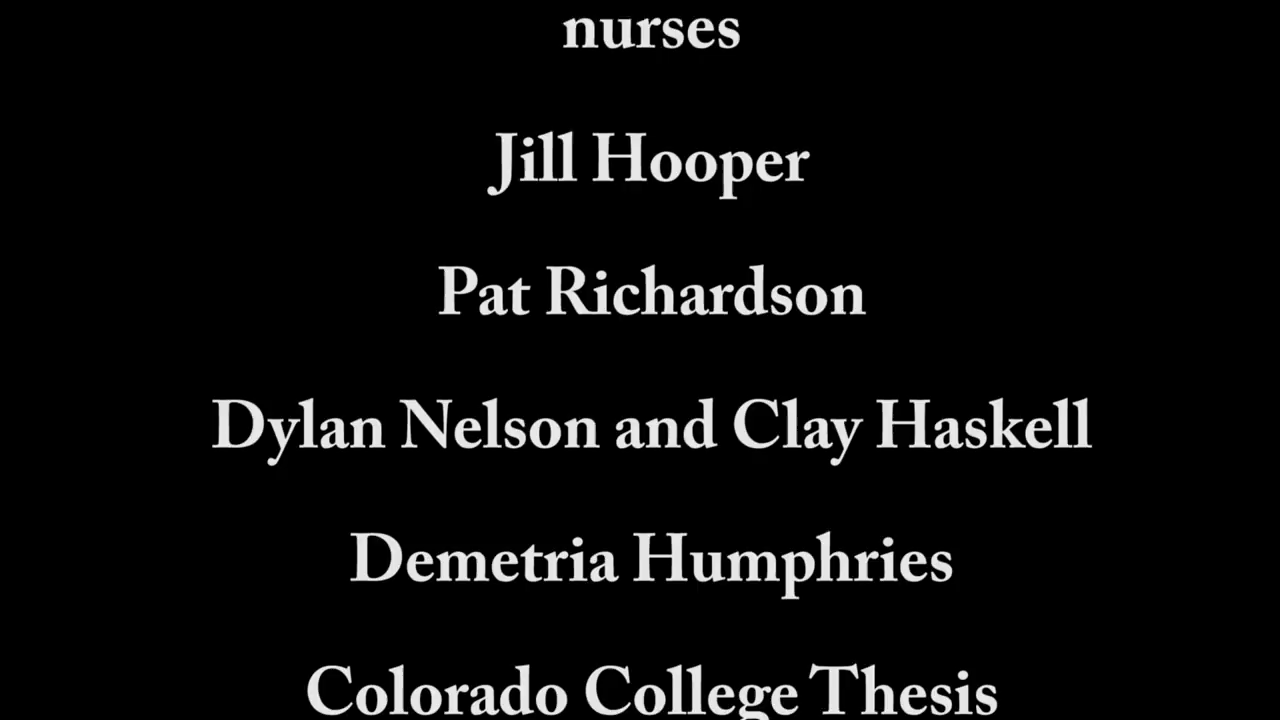 nurses
Jill Hooper
Pat Richardson
Dylan Nelson and Clay Haskell
Demetria Humphries
Colorado College Thesis